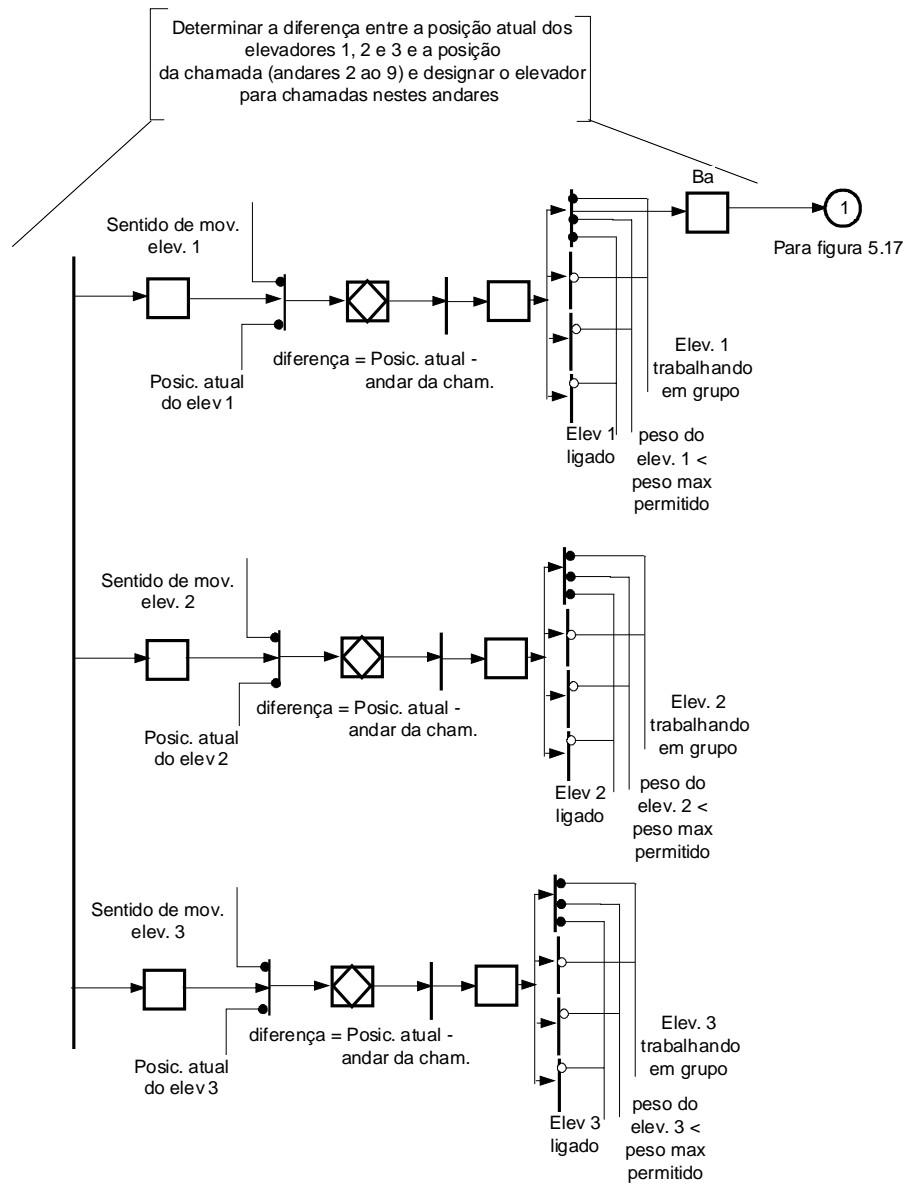 Determinar a diferença entre a posição atual dos
elevadores 1, 2 e 3 e a posição
da chamada (andares 2 ao 9) e designar o elevador
para chamadas nestes andares
Ba
1
Para figura 5.17
Sentido de mov.
elev. 1
Posic. atual
do elev 1
diferença = Posic. atual -
andar da cham.
Elev. 1
trabalhando
em grupo
Elev 1
ligado
peso do
elev. 1 <
peso max
permitido
Sentido de mov.
elev. 2
Posic. atual
do elev 2
diferença = Posic. atual -
andar da cham.
Elev. 2
trabalhando
em grupo
Elev 2
ligado
peso do
elev. 2 <
peso max
permitido
Sentido de mov.
elev. 3
Posic. atual
do elev 3
diferença = Posic. atual -
andar da cham.
Elev. 3
trabalhando
em grupo
Elev 3
ligado
peso do
elev. 3 <
peso max
permitido